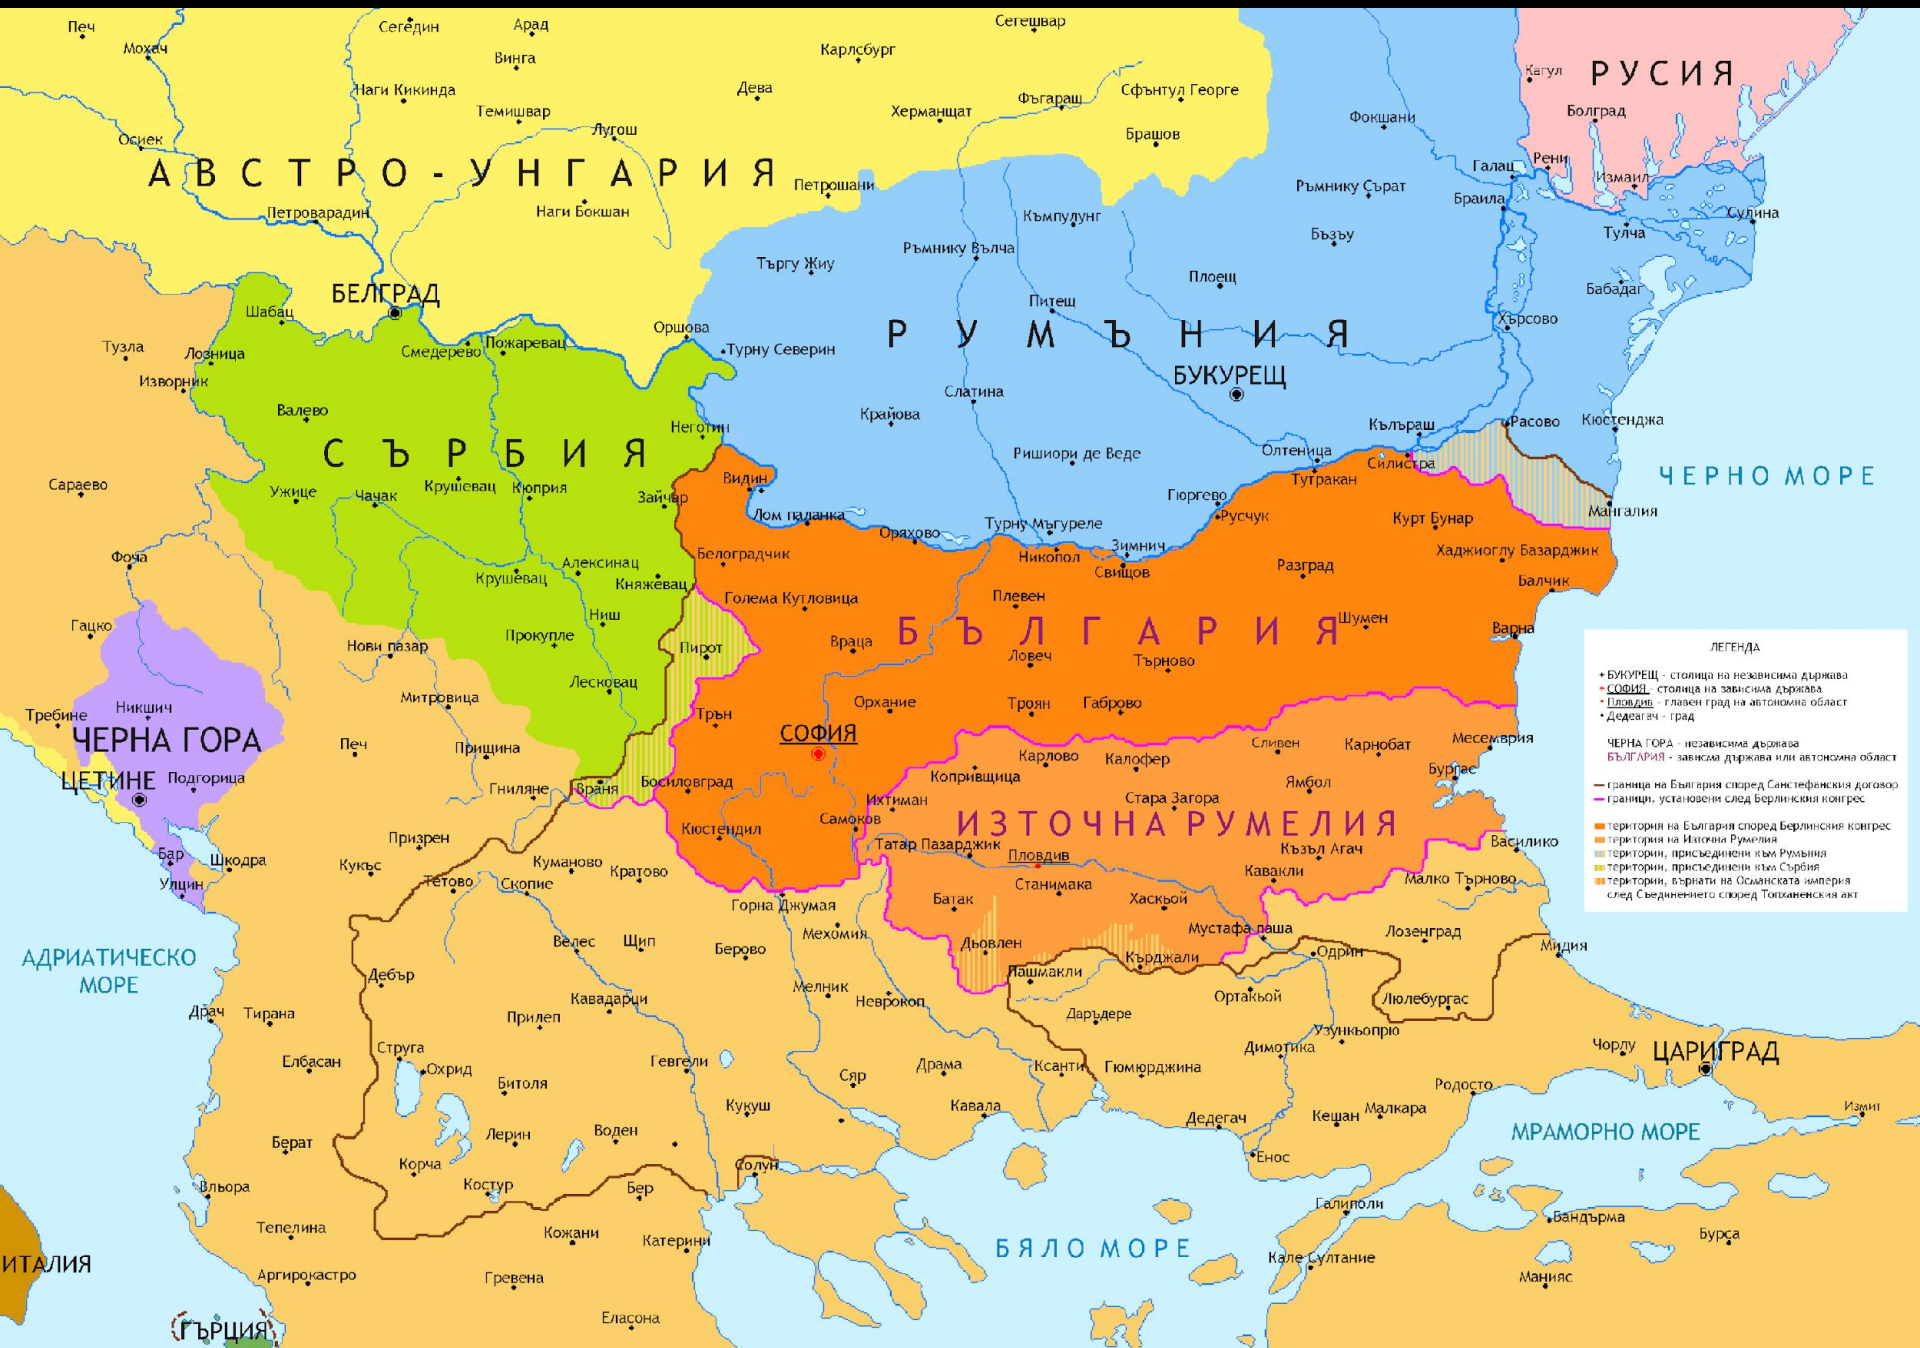 Печ
Мохач
Сегедин
Арад
Винга
Карлсбург
Сегешвар
Кагул
РУСИЯ
Наги Кикинда
Темишвар
Дева
Херманщат
Фъгараш
Сфънтул Георге
Болград
Осиек
Лугош
Брашов
Фокшани
Галац
Рени
Измаил
АВСТРО-УНГАРИЯ
Петрошани
Ръмнику Сърат
Браила
Петроварадин
Наги Бокшан
Къмпулунг
Сулина
Тулча
Бъзъу
Ръмнику Вълча
Търгу Жиу
Плоещ
Бабадаг
БЕЛГРАД
Шабац
Питеш
Хърсово
Оршова
РУМЪНИЯ
Тузла
Лозница
Смедерево
Пожаревац
Турну Северин
Изворник
БУКУРЕЩ
Слатина
Валево
Крайова
Неготин
Кълъраш
Расово
Кюстенджа
СЪРБИЯ
Ришиори де Веде
Олтеница
Силистра
ЧЕРНО МОРЕ
Сараево
Ужице
Чачак
Крушевац
Кюприя
Зайчар
Видин
Тутракан
Гюргево
Русчук
Мангалия
Лом паланка
Оряхово
Турну Мъгуреле
Курт Бунар
Фоча
Белоградчик
Никопол
Зимнич
Свищов
Хаджиоглу Базарджик
Алексинац
Крушевац
Княжевац
Разград
Балчик
Голема Кутловица
Плевен
Гацко
Ниш
Прокупле
БЪЛГАРИЯ
Шумен
Варна
Нови пазар
Пирот
Враца
Ловеч
Търново
Лесковац
Митровица
Орхание
Троян
Габрово
Требине
Никшич
Трън
ЧЕРНА ГОРА
Печ
Прищина
СОФИЯ
Сливен
Карнобат
Месемврия
Карлово
Калофер
ЦЕТИНЕ
Подгорица
Гниляне
Враня
Босиловград
Копривщица
Ямбол
Бургас
Ихтиман
Стара Загора
Самоков
ИЗТОЧНА РУМЕЛИЯ
Призрен
Кюстендил
Татар Пазарджик
Пловдив
Къзъл Агач
Василико
Бар
Шкодра
Кукъс
Куманово
Кратово
Тетово
Скопие
Улцин
Станимака
Кавакли
Малко Търново
Горна Джумая
Батак
Хаскьой
Мехомия
Мустафа паша
Лозенград
Велес
Щип
Берово
Дьовлен
Одрин
Мидия
АДРИАТИЧЕСКО
МОРЕ
Дебър
Пашмакли
Кърджали
Мелник
Неврокоп
Ортакьой
Люлебургас
Кавадарци
Драч
Тирана
Прилеп
Даръдере
Узункьопрю
Струга
Елбасан
Охрид
Гевгели
Димотика
Чорлу
ЦАРИГРАД
Битоля
Сяр
Драма
Ксанти
Гюмюрджина
Родосто
Кукуш
Кавала
Дедегач
Кешан
Малкара
Измит
Берат
Лерин
Воден
МРАМОРНО МОРЕ
Корча
Солун
Енос
Вльора
Костур
Бер
Галиполи
Тепелина
Кожани
Катерини
БЯЛО МОРЕ
Бандърма
Бурса
ИТАЛИЯ
Аргирокастро
Гревена
Кале Султание
Манияс
Еласона
ГЪРЦИЯ
ЛЕГЕНДА
БУКУРЕЩ - столица на независима държава
СОФИЯ - столица на зависима държава
Пловдив - главен град на автономна област
Дедеагач - град
ЧЕРНА ГОРА - независима държава
БЪЛГАРИЯ - зависма държава или автономна област
граница на България според Санстефанския договор
граници, установени след Берлинския конгрес
територия на България според Берлинския конгрес
територия на Източна Румелия
територии, присъединени към Румъния
територии, присъединени към Сърбия
територии, върнати на Османската империя
след Съединението според Топханенския акт